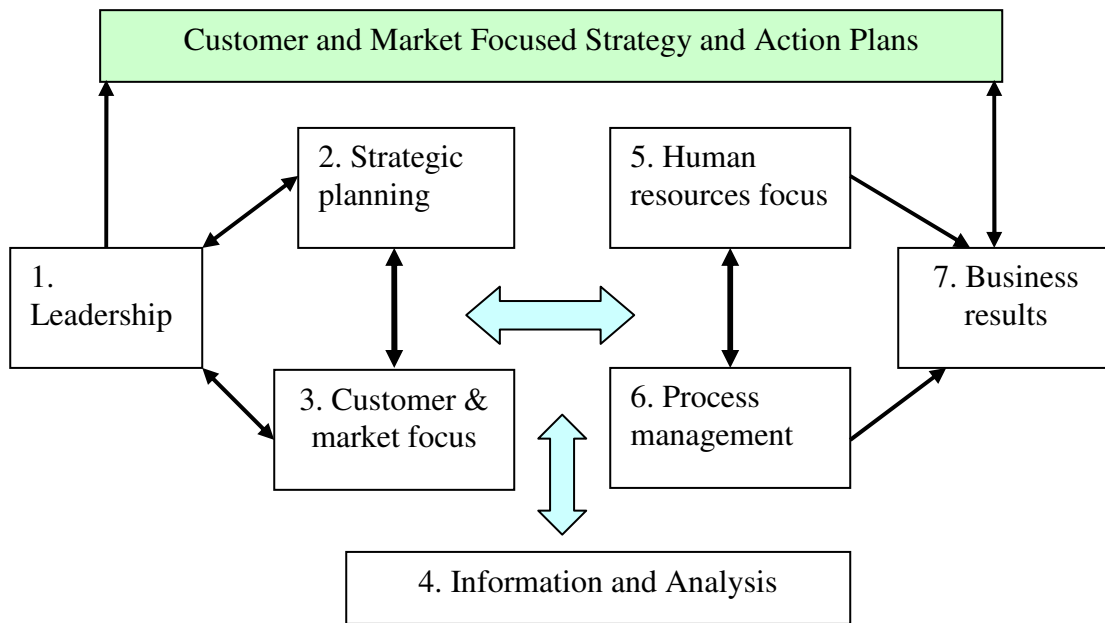 Customer and Market Focused Strategy and Action Plans
2. Strategic
planning
5. Human
resources focus
1.
Leadership
7. Business
results
3. Customer &
market focus
6. Process
management
4. Information and Analysis